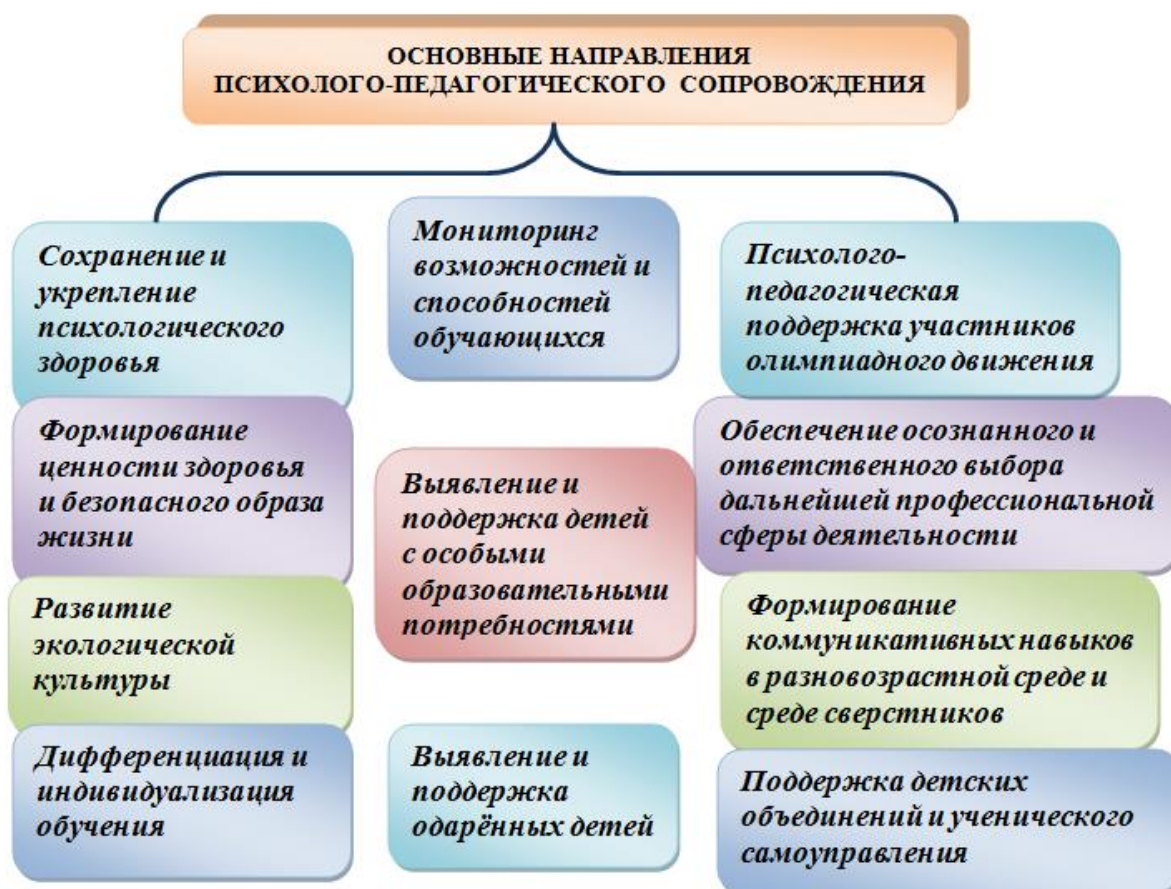 ОСНОВНЫЕ НАПРАВЛЕНИЯ
ПСИХОЛОГО-ПЕДАГОГИЧЕСКОГО СОПРОВОЖДЕНИЯ
Сохранение и
укрепление
психологического
здоровья
Формирование
ценности здоровья
и безопасного образа
жизни
Развитие
экологической
культуры
Дифференциация и
индивидуализация
обучения
Мониторинг
возможностей и
способностей
обучающихся
Выявление и
поддержка детей
с особыми
образовательными
потребностями
Выявление и
поддержка
одарённых детей
Психолого-
педагогическая
поддержка участников
олимпиадного движения
Обеспечение осознанного и
ответственного выбора
дальнейшей профессиональной
сферы деятельности
Формирование
коммуникативных навыков
в разновозрастной среде и
среде сверстников
Поддержка детских
объединений и ученического
самоуправления